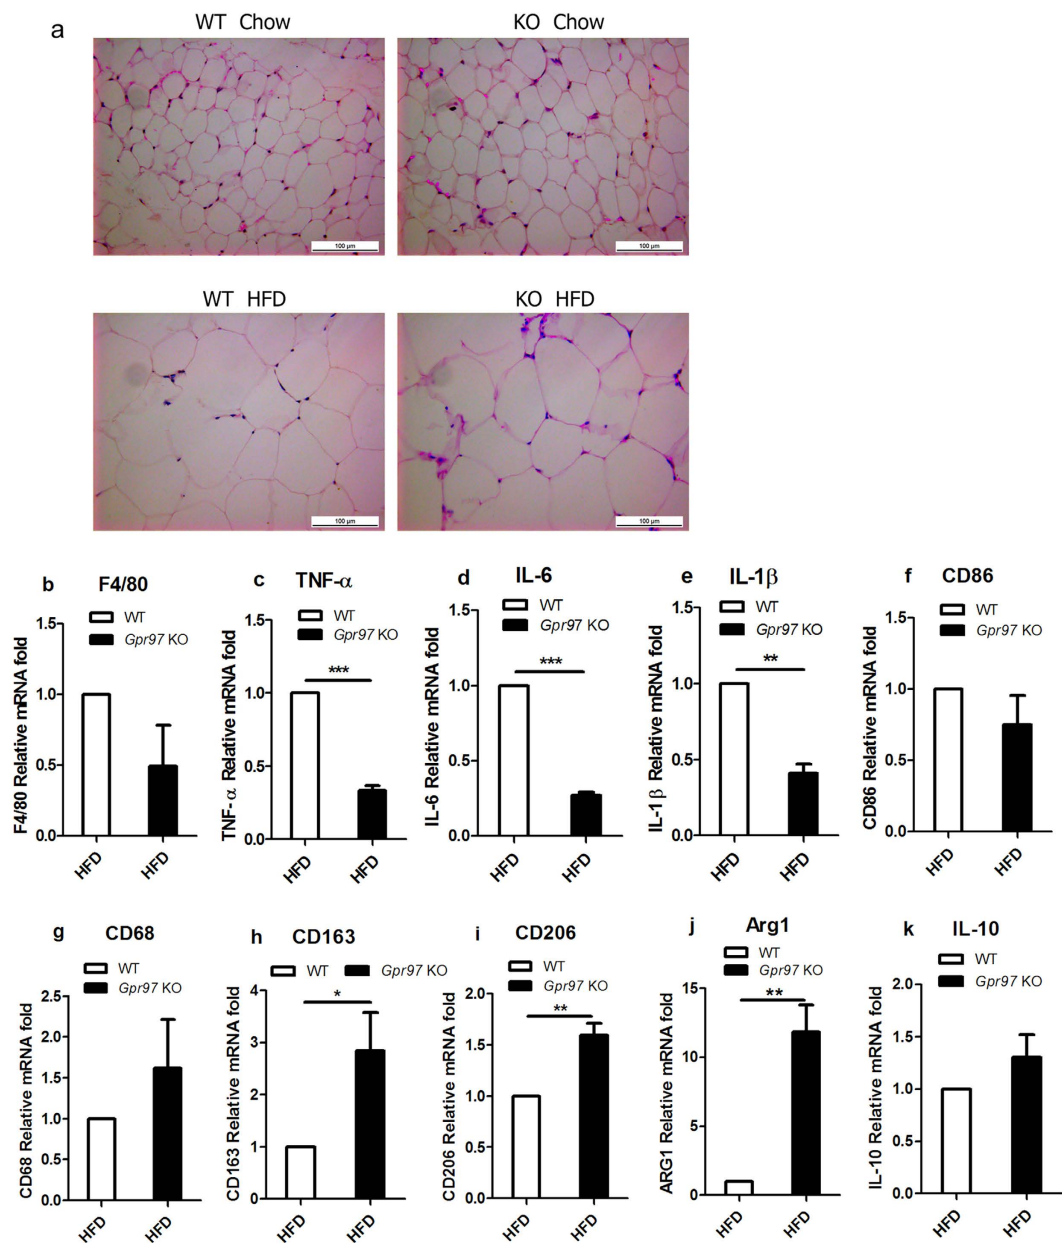 a
WT Chow
KO Chow
100 µm
100 µm
WT HFD
KO HFD
100 µm
100 µm
b F4/80
WT
Gpr97 KO
F4/80 Relative mRNA fold
1.5
1.0
0.5
0.0
HFD
HFD
c TNF-α
WT
Gpr97 KO
TNF-α Relative mRNA fold
1.5
1.0
0.5
0.0
***
HFD
HFD
d IL-6
WT
Gpr97 KO
IL-6 Relative mRNA fold
1.5
1.0
0.5
0.0
***
HFD
HFD
e IL-1β
WT
Gpr97 KO
IL-1β Relative mRNA fold
1.5
1.0
0.5
0.0
**
HFD
HFD
f CD86
WT
Gpr97 KO
CD86 Relative mRNA fold
1.5
1.0
0.5
0.0
HFD
HFD
g CD68
WT
Gpr97 KO
CD68 Relative mRNA fold
2.5
2.0
1.5
1.0
0.5
0.0
HFD
HFD
h CD163
WT Gpr97 KO
CD163 Relative mRNA fold
4
3
2
1
0
*
HFD
HFD
i CD206
WT
Gpr97 KO
CD206 Relative mRNA fold
2.0
1.5
1.0
0.5
0.0
**
HFD
HFD
j Arg1
WT
Gpr97 KO
ARG1 Relative mRNA fold
15
10
5
0
**
HFD
HFD
k IL-10
WT
Gpr97 KO
IL-10 Relative mRNA fold
2.0
1.5
1.0
0.5
0.0
HFD
HFD